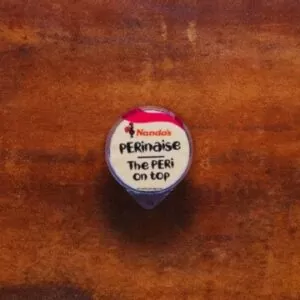 Nando's
PERinaise
The PERi
on top